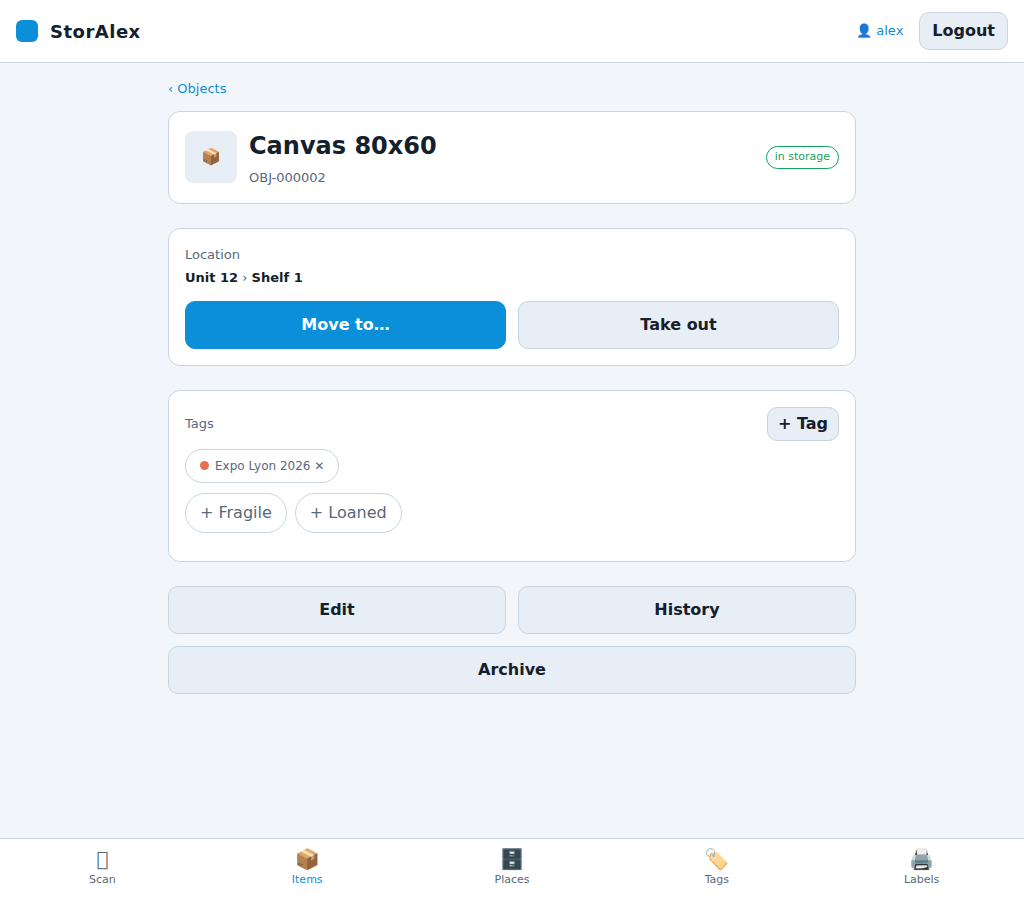 StorAlex
👤 alex
Logout
‹ Objects
Canvas 80x60
OBJ-000002
in storage
Location
Unit 12 › Shelf 1
Move to…
Take out
Tags
+ Tag
Expo Lyon 2026 ✕
+ Fragile
+ Loaned
Edit
History
Archive
Scan
Items
Places
Tags
Labels